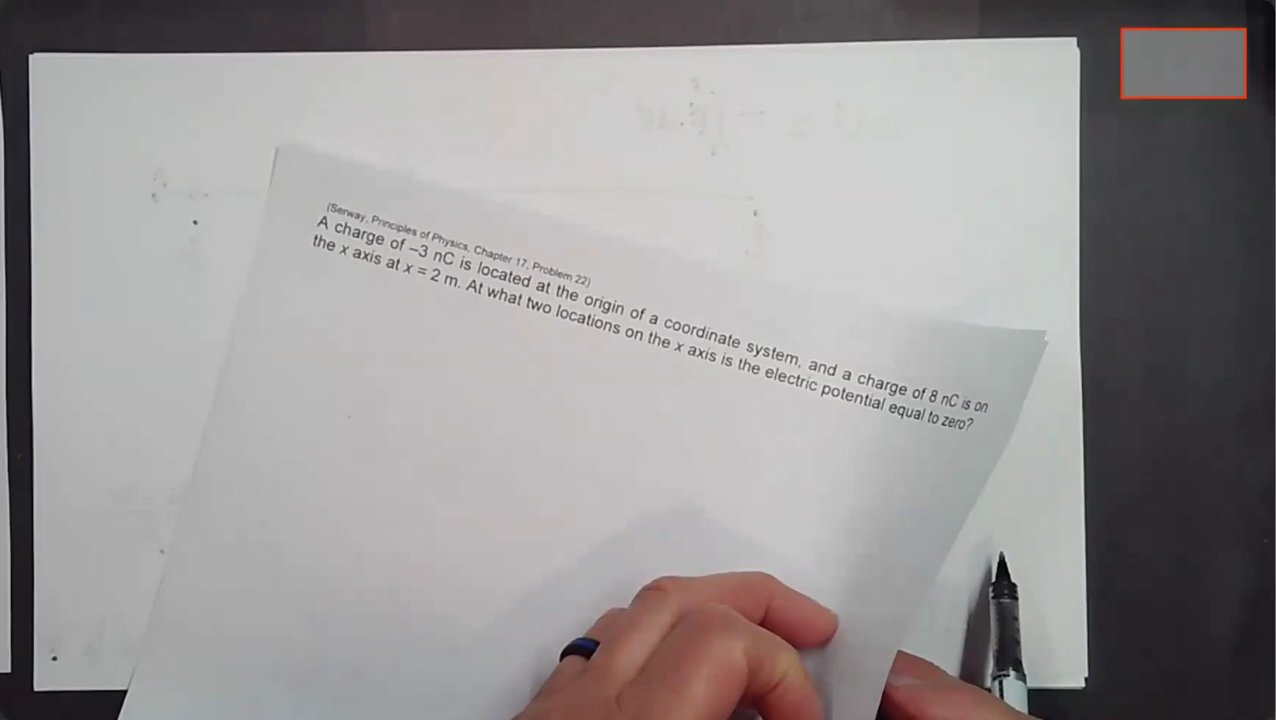 (Serway, Principles of Physics, Chapter 17, Problem 22)
A charge of –3 nC is located at the origin of a coordinate system, and a charge of 8 nC is on
the x axis at x = 2 m. At what two locations on the x axis is the electric potential equal to zero?